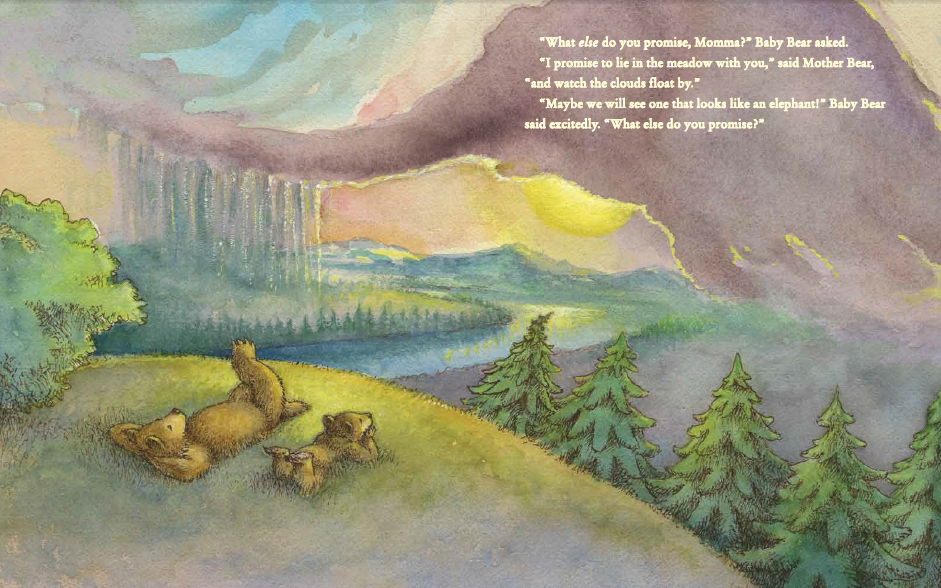 “What else do you promise, Momma?” Baby Bear asked.
“I promise to lie in the meadow with you,” said Mother Bear,
“and watch the clouds float by.”
“Maybe we will see one that looks like an elephant!” Baby Bear
said excitedly. “What else do you promise?”